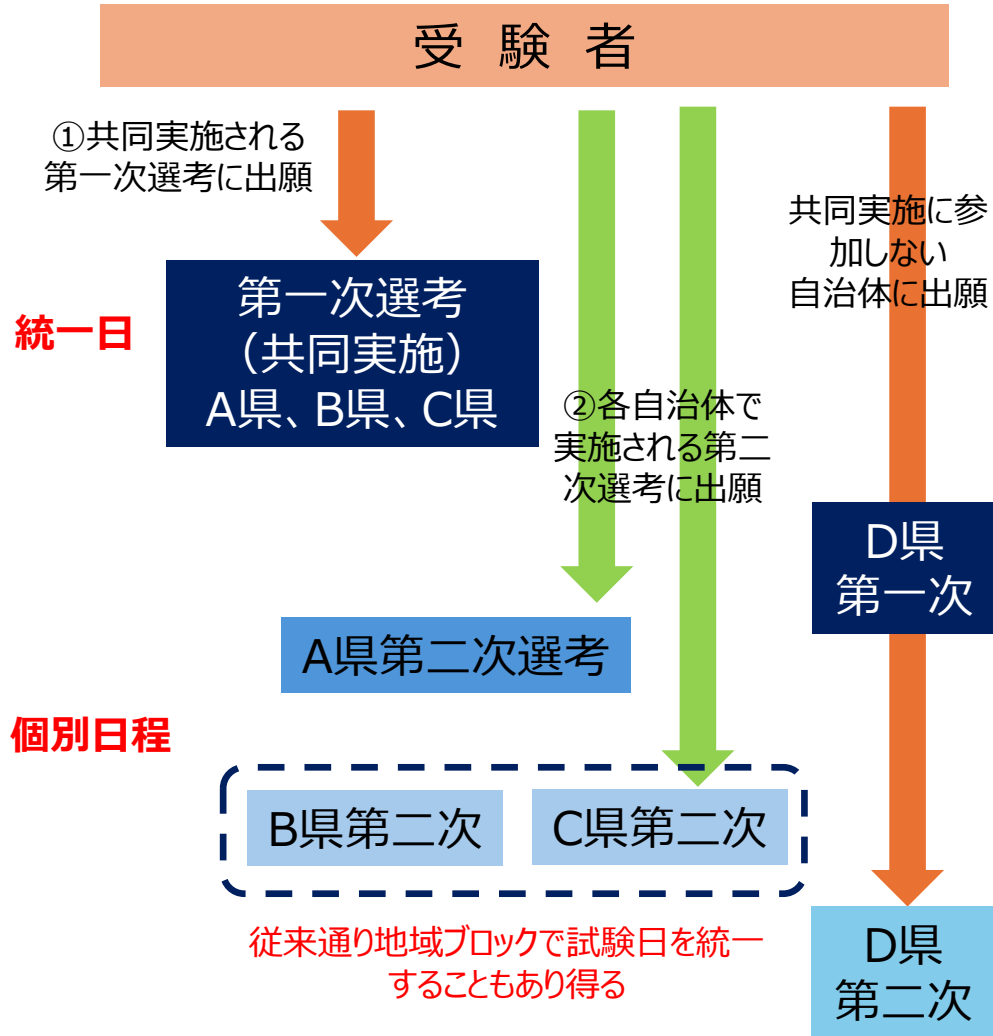 受 験 者
①共同実施される
第一次選考に出願
共同実施に参
加しない
自治体に出願
統一日
第一次選考
（共同実施）
A県、B県、C県
②各自治体で
実施される第二
次選考に出願
D県
第一次
A県第二次選考
個別日程
B県第二次
C県第二次
従来通り地域ブロックで試験日を統一
することもあり得る
D県
第二次